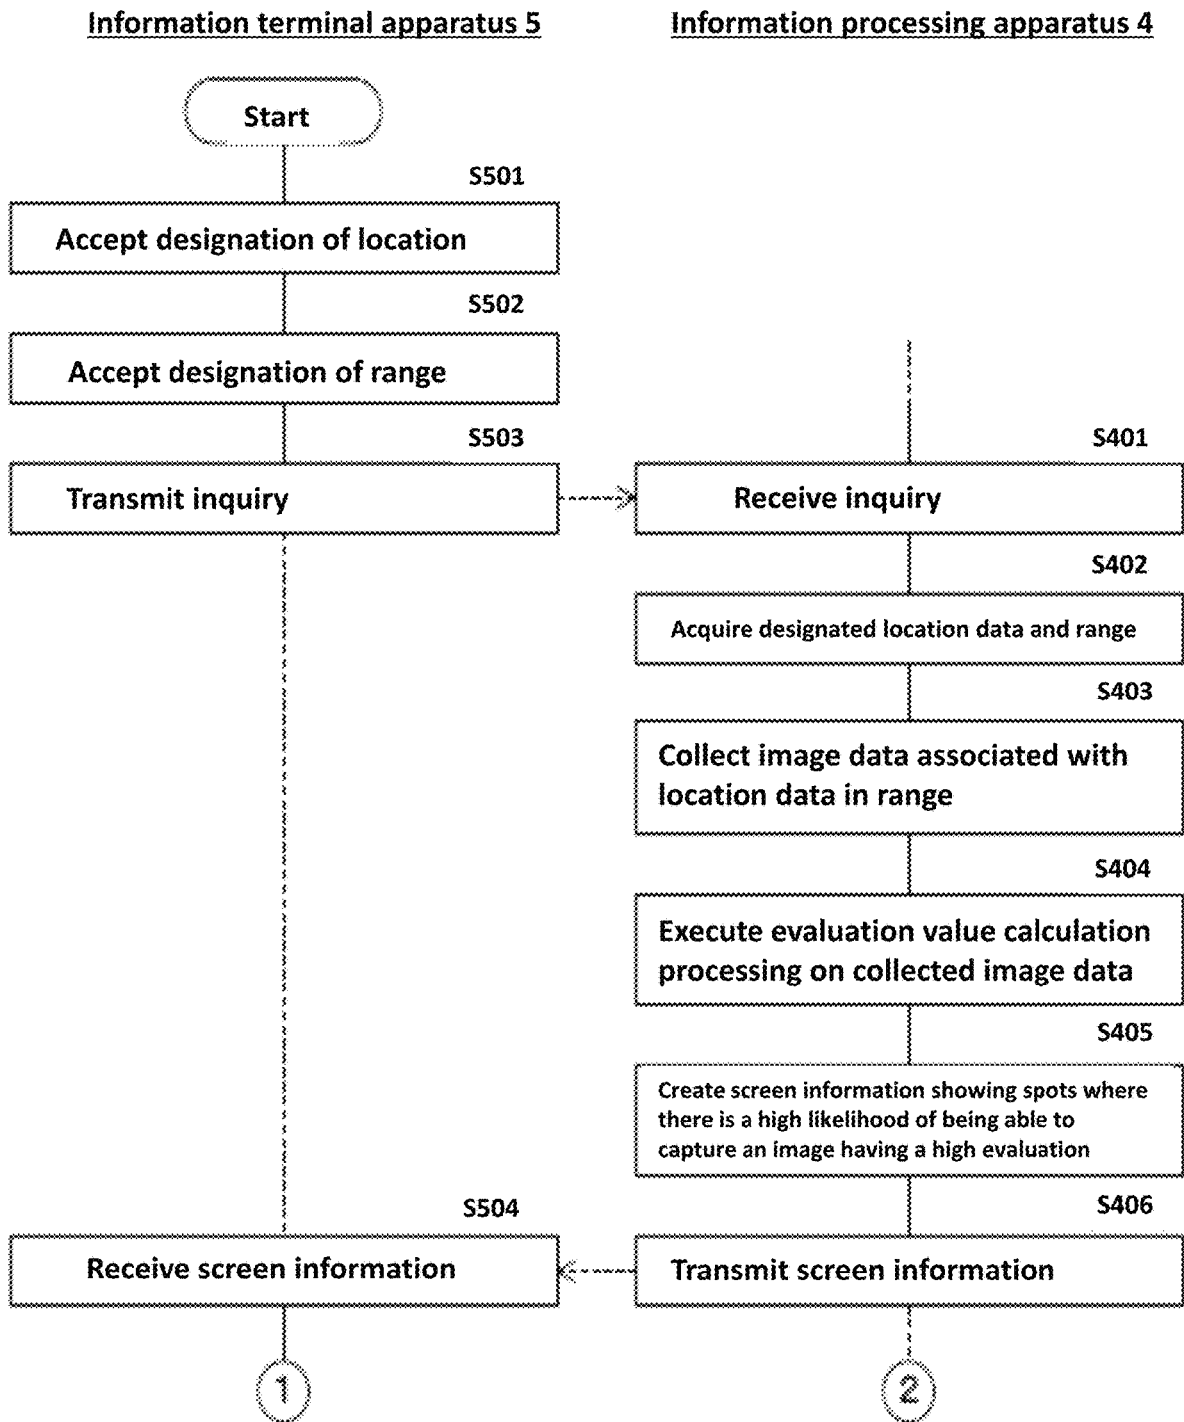 Information terminal apparatus 5
Information processing apparatus 4
Start
S501
Accept designation of location
S502
Accept designation of range
S503
Transmit inquiry
S401
Receive inquiry
S402
Acquire designated location data and range
S403
Collect image data associated with
location data in range
S404
Execute evaluation value calculation
processing on collected image data
S405
Create screen information showing spots where
there is a high likelihood of being able to
capture an image having a high evaluation
S406
Transmit screen information
S504
Receive screen information
1
2